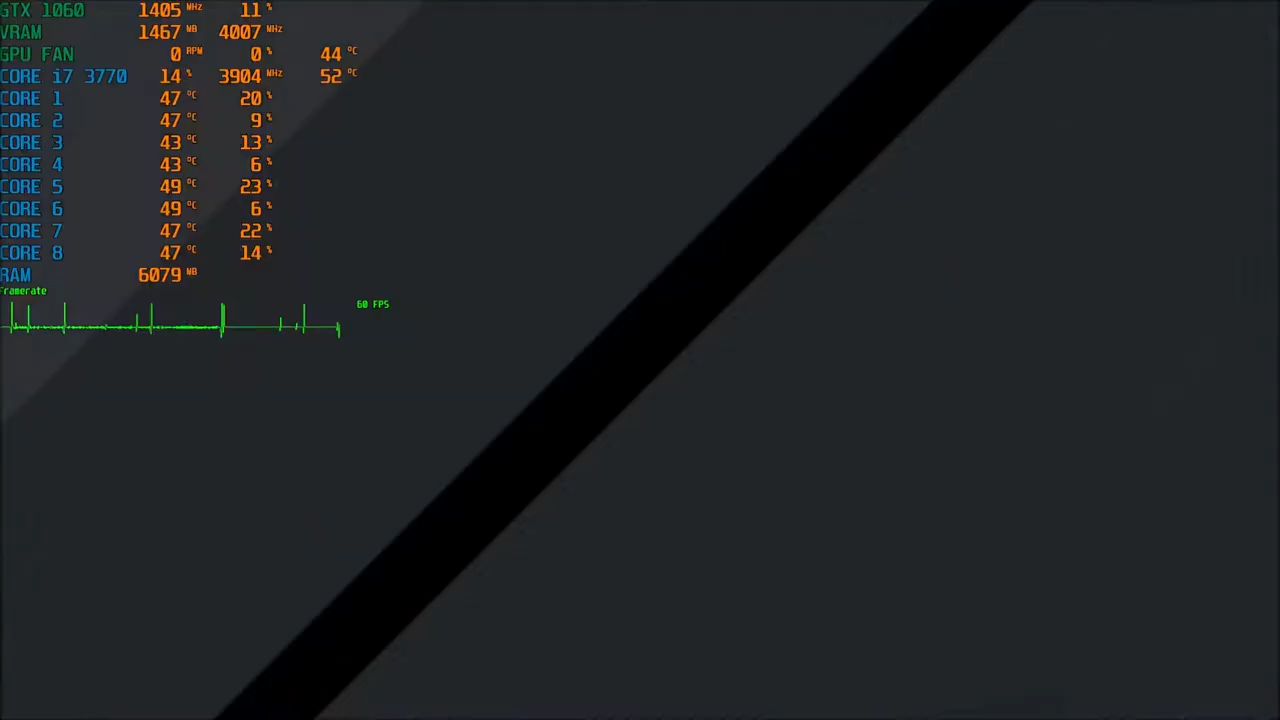 GTX 1060 1405 MHz 11 %
VRAM 1467 MB 4007 MHz
GPU FAN 0 RPM 0 % 44 °C
CORE i7 3770 14 % 3904 MHz 52 °C
CORE 1 47 °C 20 %
CORE 2 47 °C 9 %
CORE 3 43 °C 13 %
CORE 4 43 °C 6 %
CORE 5 49 °C 23 %
CORE 6 49 °C 6 %
CORE 7 47 °C 22 %
CORE 8 47 °C 14 %
RAM 6079 MB
Framerate
60 FPS